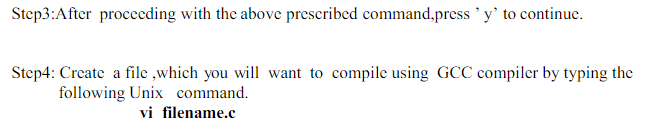 Step3:After proceeding with the above prescribed command,press ’ y’ to continue.
Step4: Create a file ,which you will want to compile using GCC compiler by typing the
following Unix command.
vi filename.c